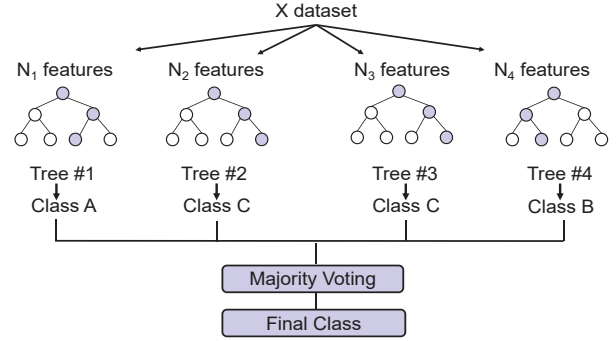 X dataset
N₁ features N₂ features N₃ features N₄ features
Tree #1 Tree #2 Tree #3 Tree #4
Class A Class C Class C Class B
Majority Voting
Final Class